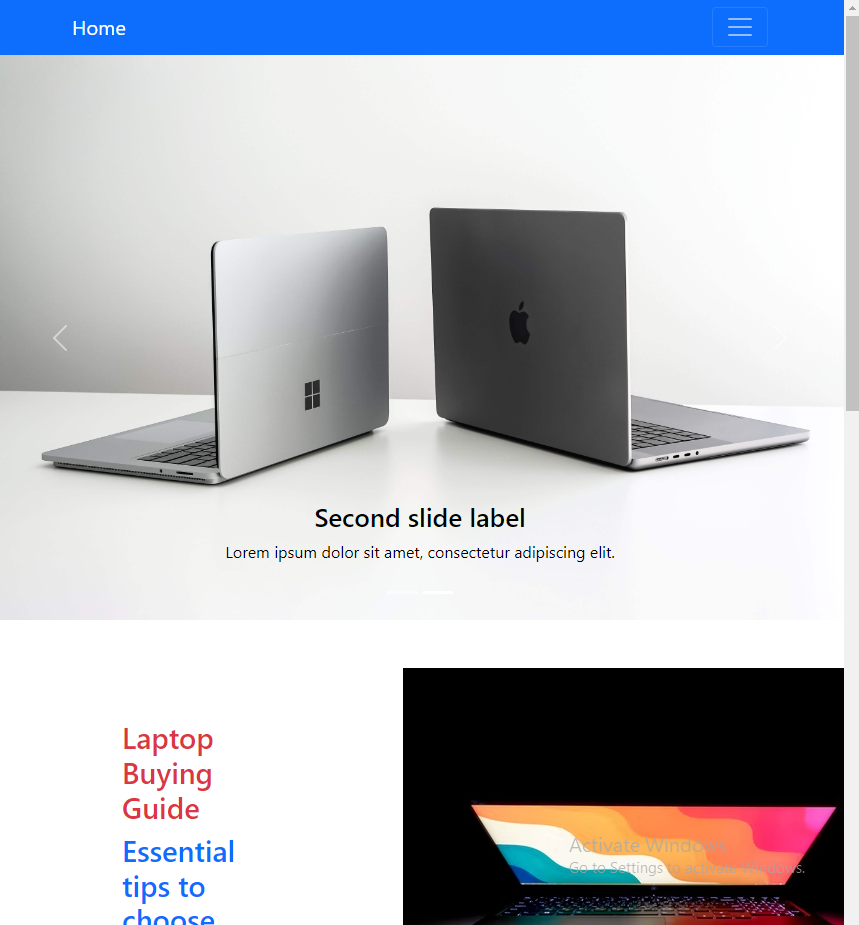 Home
Second slide label
Lorem ipsum dolor sit amet, consectetur adipiscing elit.
Laptop
Buying
Guide
Essential
tips to
choose
Activate Windows
Go to Settings to activate Windows.